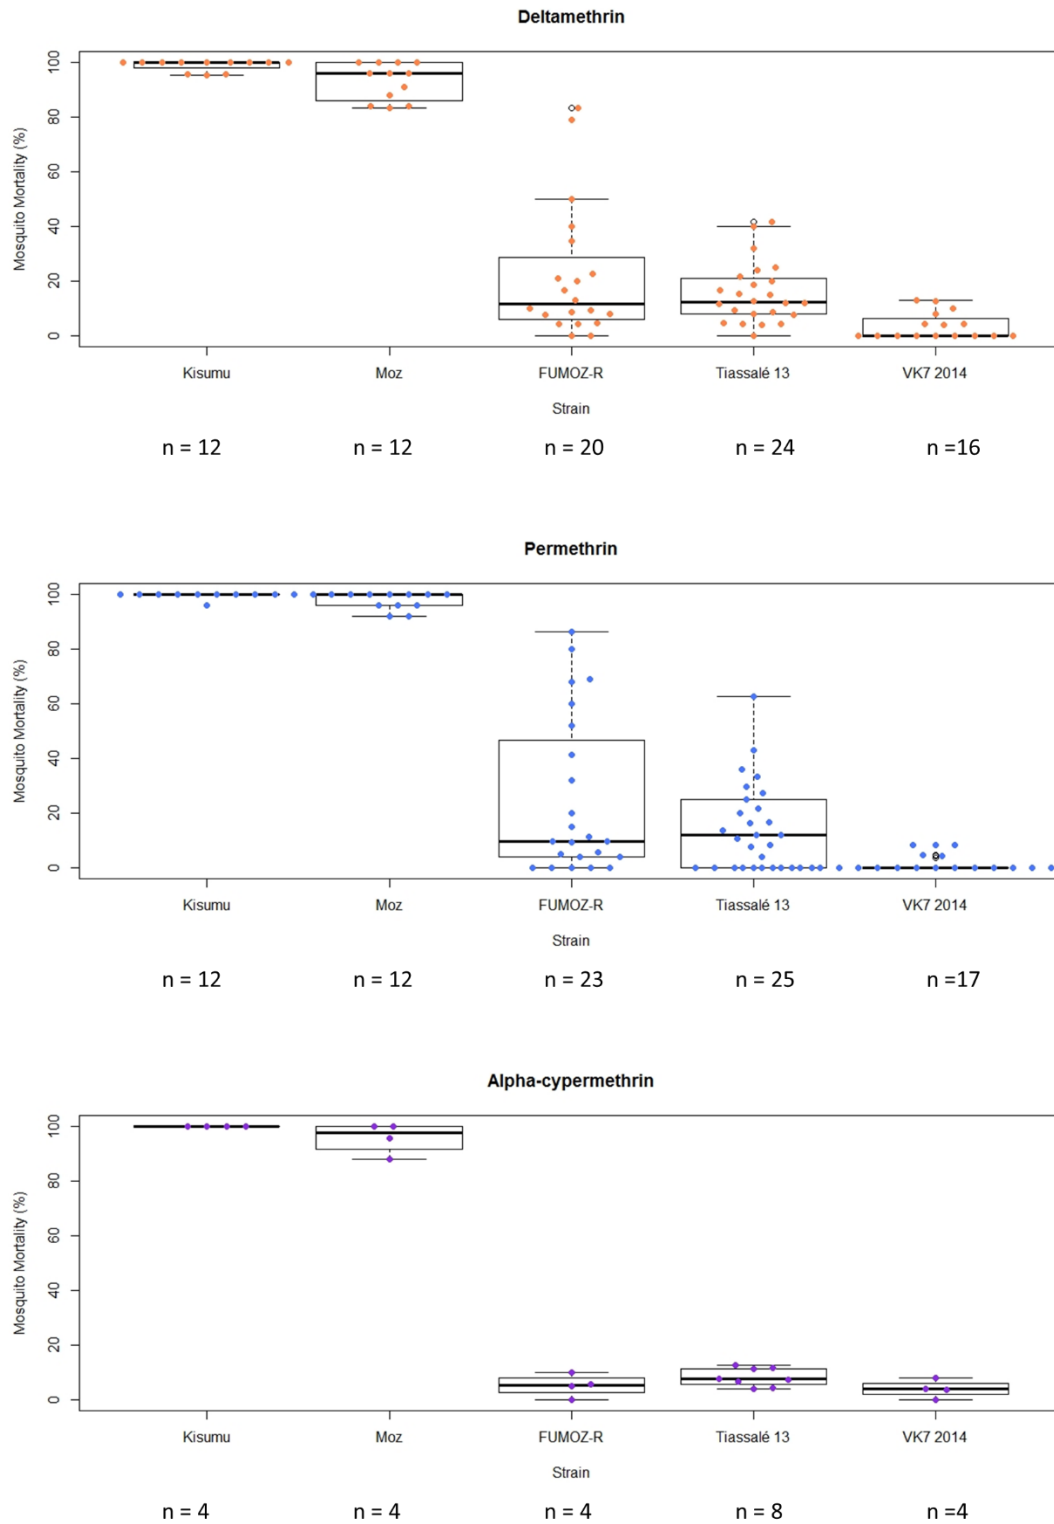 Deltamethrin
Mosquito Mortality (%)
100
80
60
40
20
0
Kisumu Moz FUMOZ-R Tiassalé 13 VK7 2014
Strain
n = 12 n = 12 n = 20 n = 24 n =16
Permethrin
Mosquito Mortality (%)
100
80
60
40
20
0
Kisumu Moz FUMOZ-R Tiassalé 13 VK7 2014
Strain
n = 12 n = 12 n = 23 n = 25 n =17
Alpha-cypermethrin
Mosquito Mortality (%)
100
80
60
40
20
0
Kisumu Moz FUMOZ-R Tiassalé 13 VK7 2014
Strain
n = 4 n = 4 n = 4 n = 8 n =4